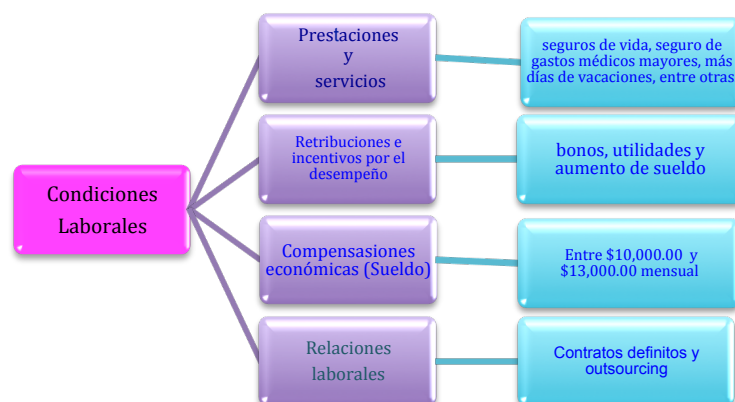 Condiciones
Laborales
Prestaciones
y
servicios
seguros de vida, seguro de
gastos médicos mayores, más
días de vacaciones, entre otras
Retribuciones e
incentivos por el
desempeño
bonos, utilidades y
aumento de sueldo
Compensasiones
económicas (Sueldo)
Entre $10,000.00 y
$13,000.00 mensual
Relaciones
laborales
Contratos definitos y
outsourcing